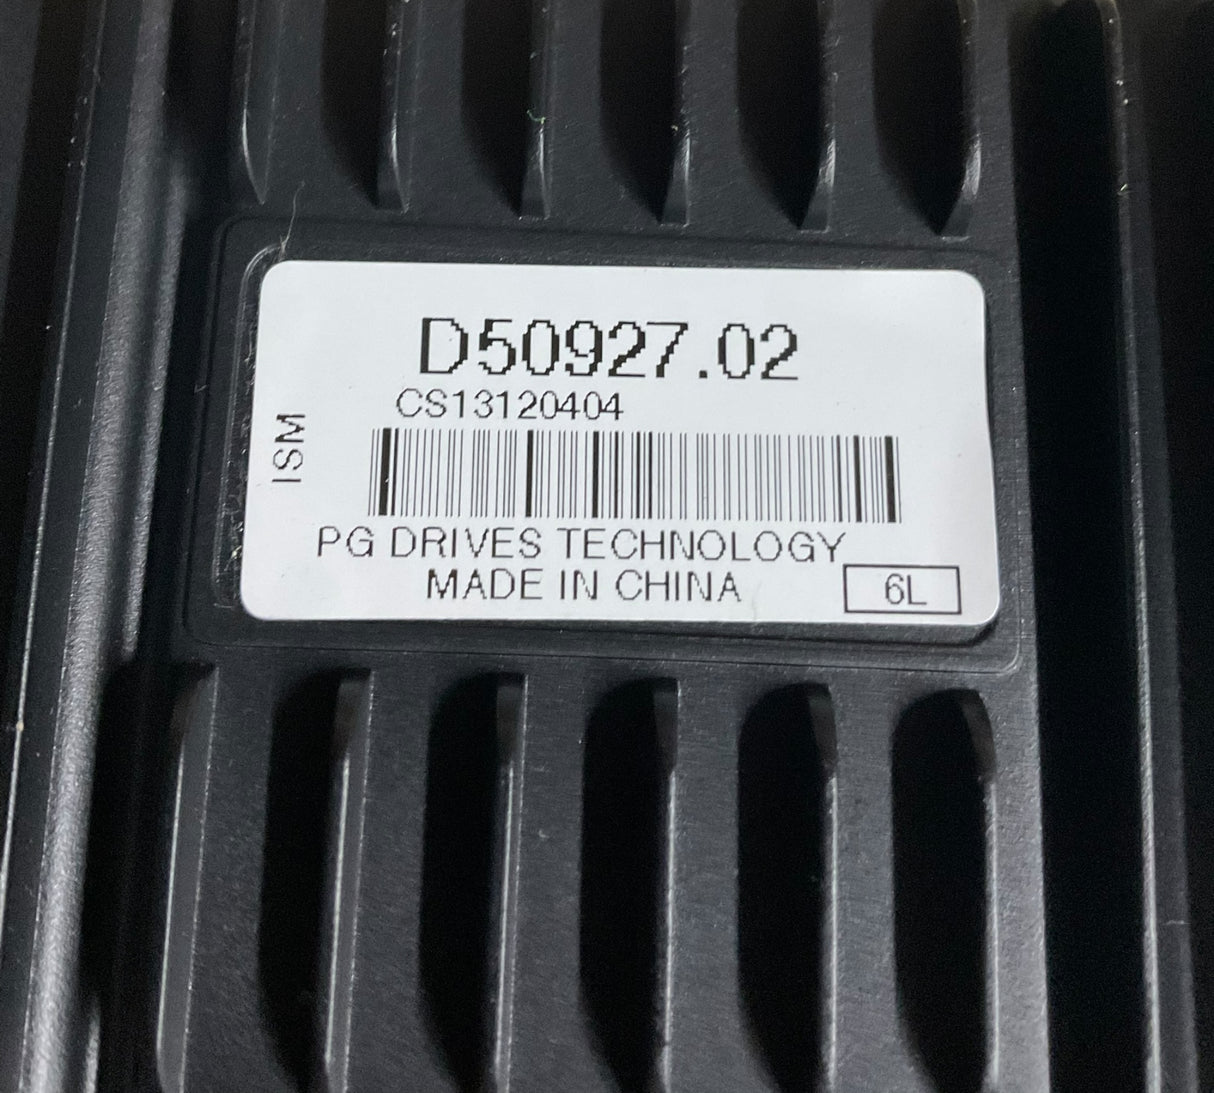 D50927.02
CS13120404
ISM
PG DRIVES TECHNOLOGY
MADE IN CHINA
6L